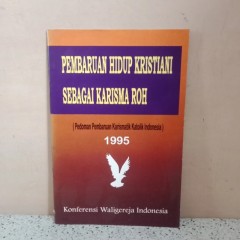 PEMBARUAN HIDUP KRISTIANI
SEBAGAI KARISMA ROH
( Pedoman Pembaruan Karismatik Katolik Indonesia )
1995
Konferensi Waligereja Indonesia